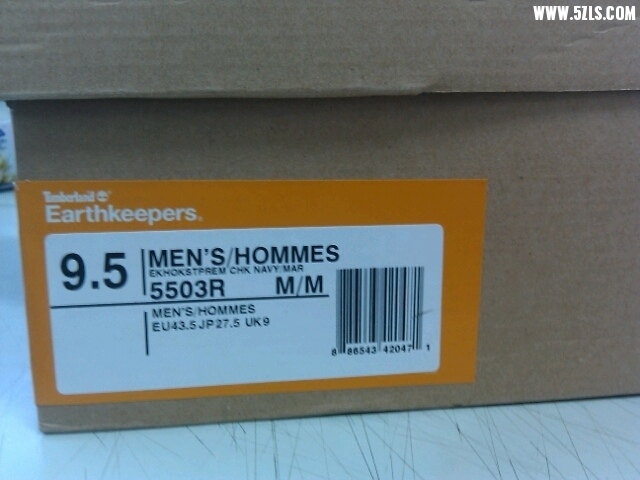 WWW.5ZLS.COM
Timberland
Earthkeepers.
9.5 MEN'S/HOMMES
EKHOKSTPREM CHK NAVY/MAR
5503R M/M
MEN'S/HOMMES
EU43.5 JP27.5 UK9
8 86543 42047 1